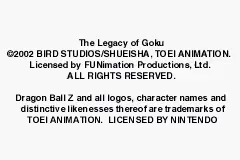 The Legacy of Goku
©2002 BIRD STUDIOS/SHUEISHA, TOEI ANIMATION.
Licensed by FUNimation Productions, Ltd.
ALL RIGHTS RESERVED.
Dragon Ball Z and all logos, character names and
distinctive likenesses thereof are trademarks of
TOEI ANIMATION. LICENSED BY NINTENDO